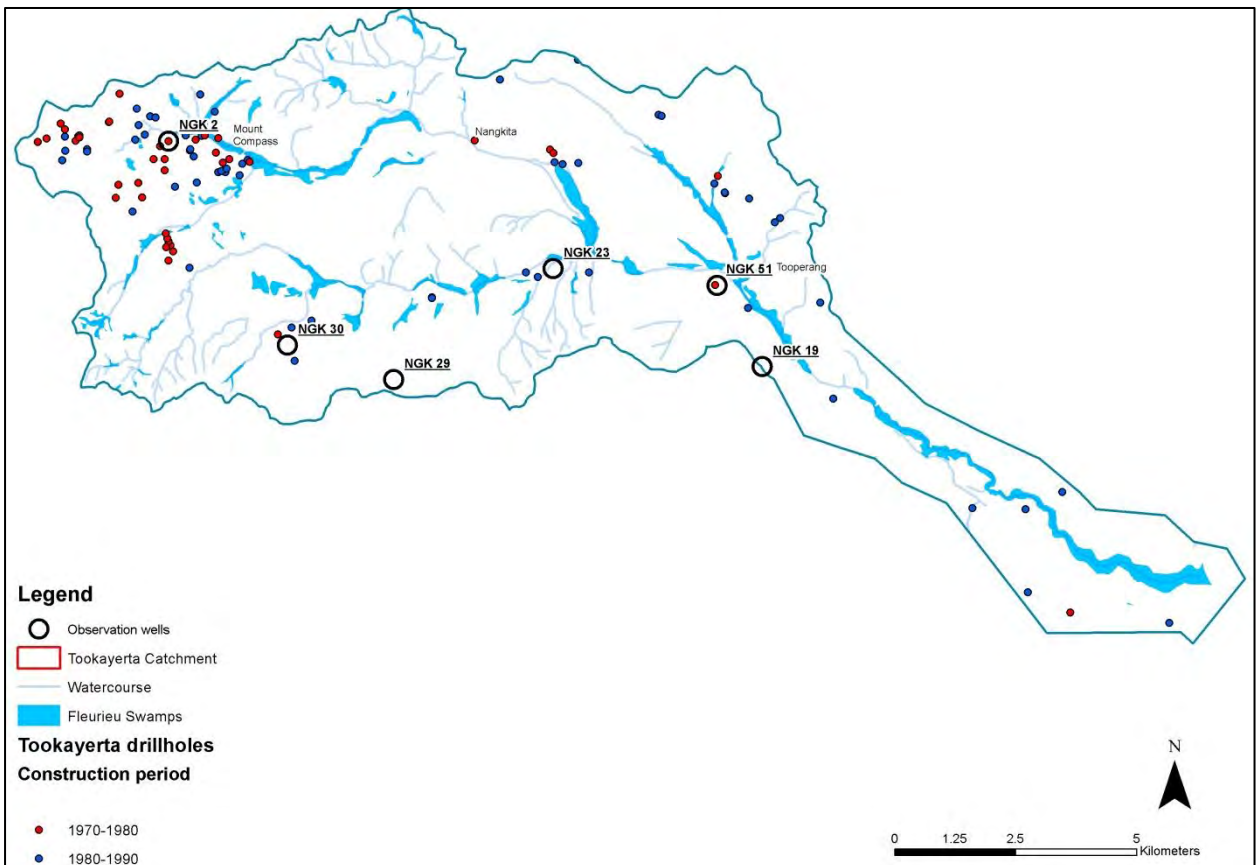 NGK 2
Mount
Compass
Nangkita
NGK 23
NGK 51
Tooperang
NGK 30
NGK 29
NGK 19
Legend
Observation wells
Tookayerta Catchment
Watercourse
Fleurieu Swamps
Tookayerta drillholes
Construction period
1970-1980
1980-1990
N
0 1.25 2.5 5
Kilometers